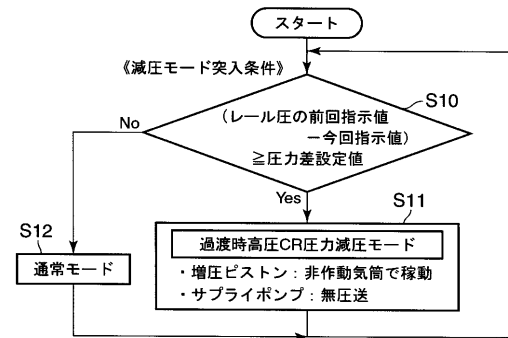 スタート
《減圧モード突入条件》
S10
(レール圧の前回指示値
ー今回指示値)
≧圧力差設定値
No
Yes
S11
過渡時高圧CR圧力減圧モード
・増圧ピストン:非作動気筒で稼動
・サプライポンプ:無圧送
S12
通常モード